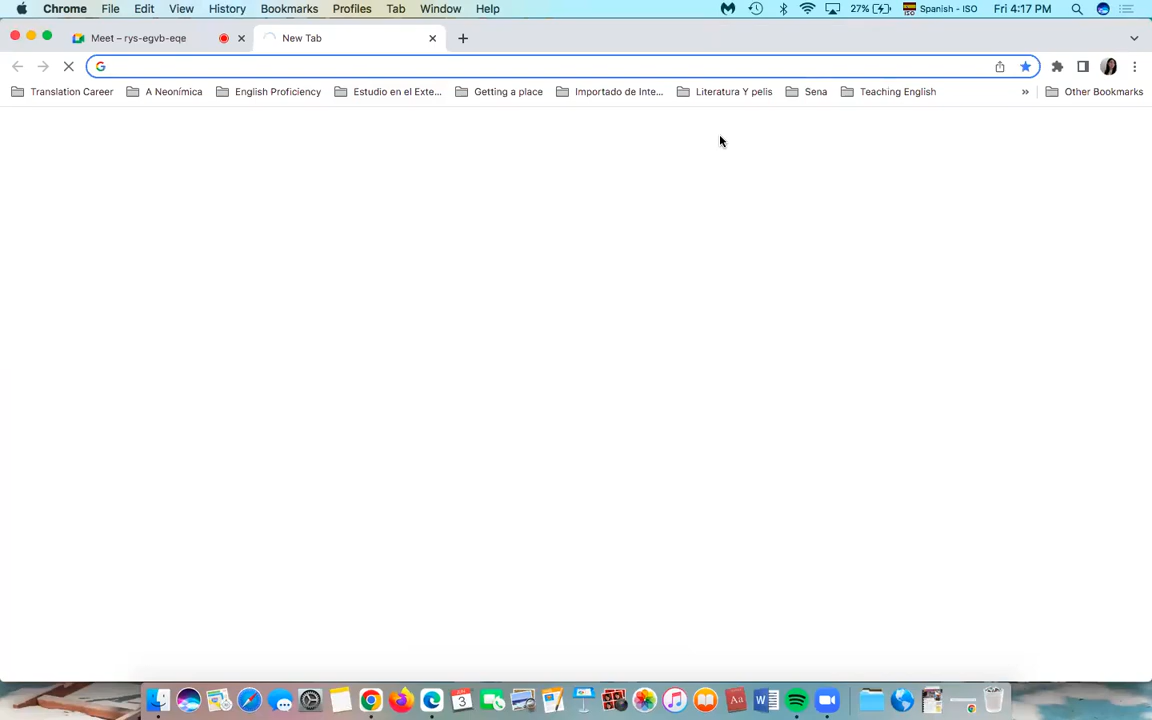 Chrome File Edit View History Bookmarks Profiles Tab Window Help 27% Spanish - ISO Fri 4:17 PM
Meet – rys-egvb-eqe New Tab
Translation Career A Neonímica English Proficiency Estudio en el Exte... Getting a place Importado de Inte... Literatura Y pelis Sena Teaching English » Other Bookmarks
3